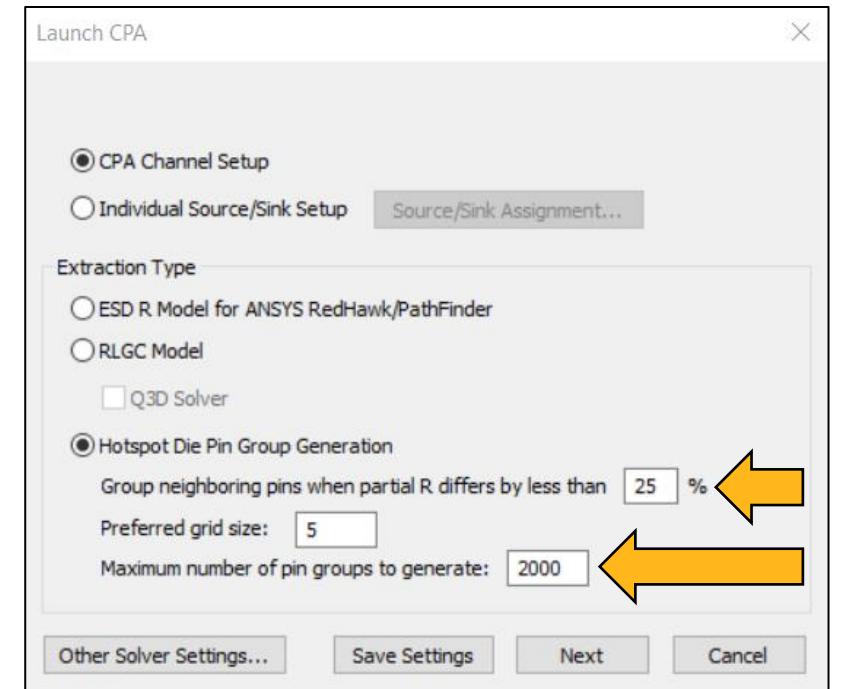 Launch CPA
CPA Channel Setup
Individual Source/Sink Setup Source/Sink Assignment...
Extraction Type
ESD R Model for ANSYS RedHawk/PathFinder
RLGC Model
Q3D Solver
Hotspot Die Pin Group Generation
Group neighboring pins when partial R differs by less than 25 %
Preferred grid size: 5
Maximum number of pin groups to generate: 2000
Other Solver Settings... Save Settings Next Cancel